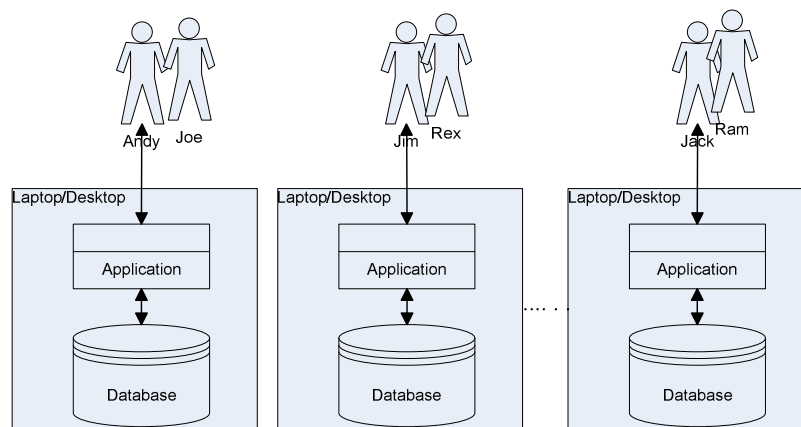 Andy
Joe
Jim
Rex
Jack
Ram
Laptop/Desktop
Laptop/Desktop
Laptop/Desktop
Application
Application
Application
.... . .
Database
Database
Database